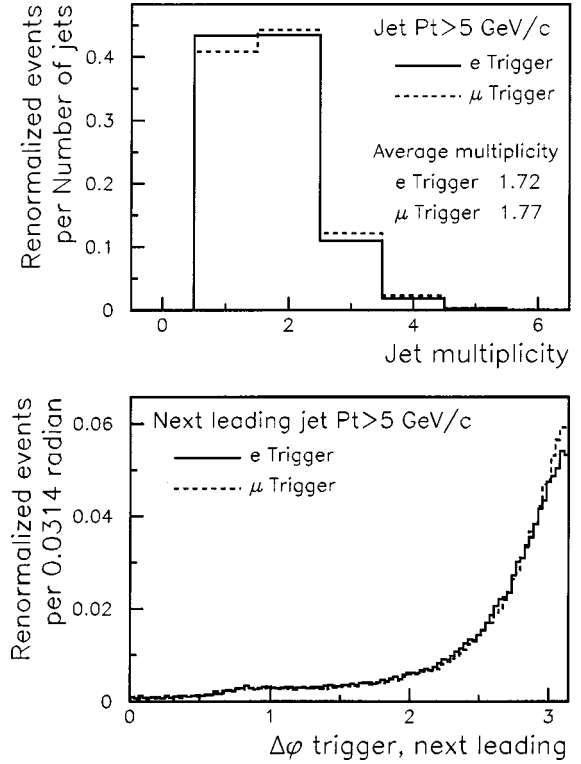 Renormalized events
per Number of jets
0.4
0.3
0.2
0.1
0
Jet Pt>5 GeV/c
e Trigger
μ Trigger
Average multiplicity
e Trigger 1.72
μ Trigger 1.77
0 2 4 6
Jet multiplicity
Renormalized events
per 0.0314 radian
0.06
0.04
0.02
0
Next leading jet Pt>5 GeV/c
e Trigger
μ Trigger
0 1 2 3
Δφ trigger, next leading